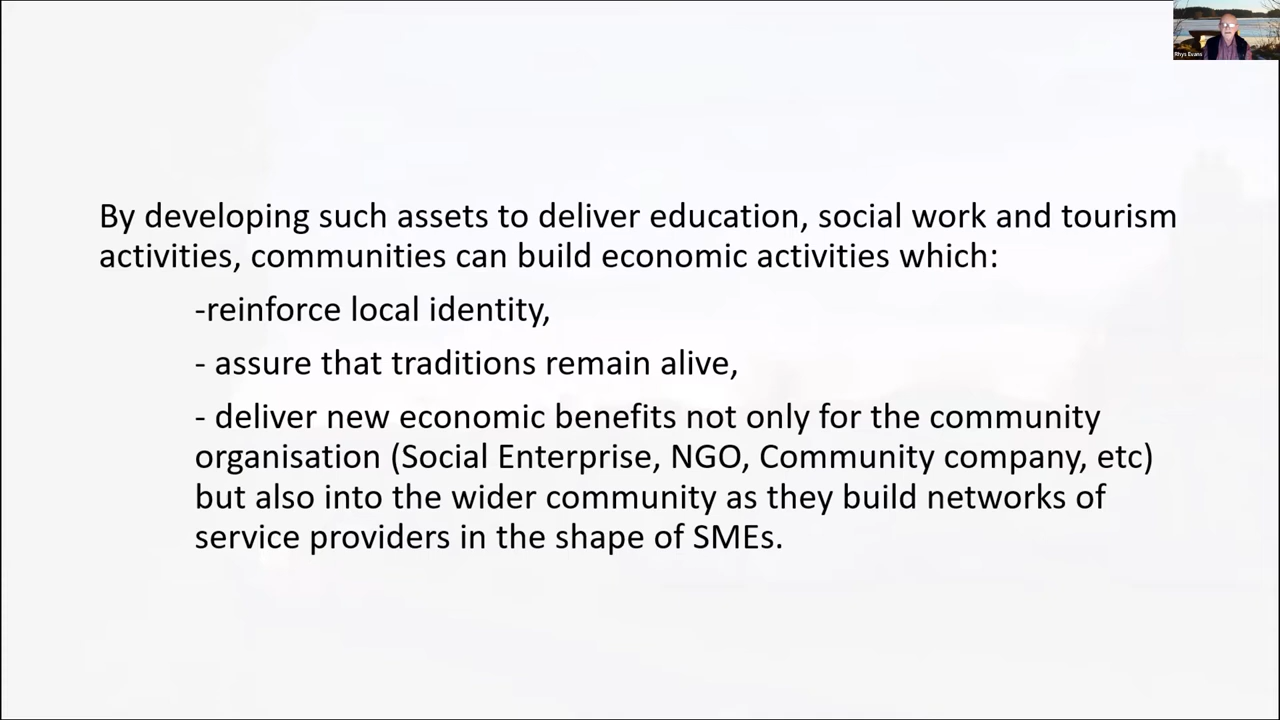 Rhys Evans
By developing such assets to deliver education, social work and tourism
activities, communities can build economic activities which:
-reinforce local identity,
- assure that traditions remain alive,
- deliver new economic benefits not only for the community
organisation (Social Enterprise, NGO, Community company, etc)
but also into the wider community as they build networks of
service providers in the shape of SMEs.